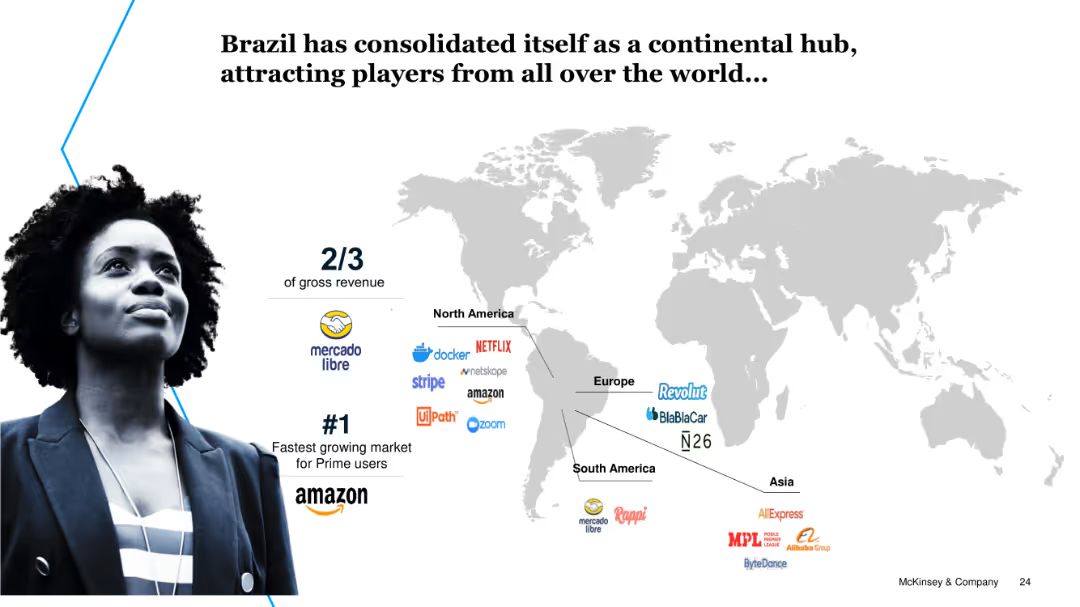 Brazil has consolidated itself as a continental hub,
attracting players from all over the world...
2/3
of gross revenue
mercado
libre
#1
Fastest growing market
for Prime users
amazon
North America
docker
NETFLIX
stripe
netskope
amazon
UiPath
zoom
Europe
Revolut
BlaBlaCar
N26
South America
mercado
libre
Rappi
Asia
AliExpress
MPL
MOBILE
PREMIER
LEAGUE
Alibaba Group
ByteDance
McKinsey & Company
24